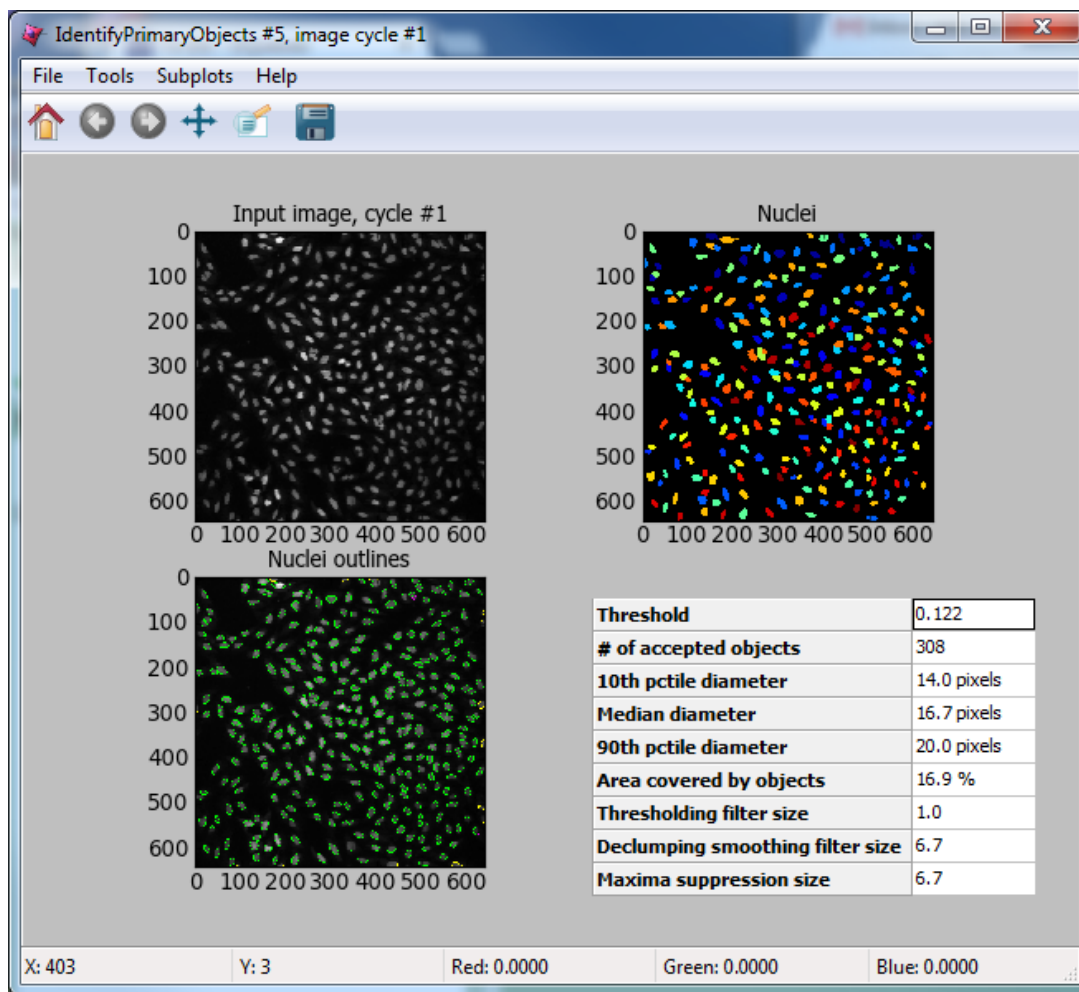 IdentifyPrimaryObjects #5, image cycle #1
File Tools Subplots Help
Input image, cycle #1
0
100
200
300
400
500
600
0 100 200 300 400 500 600
Nuclei
0
100
200
300
400
500
600
0 100 200 300 400 500 600
Nuclei outlines
0
100
200
300
400
500
600
0 100 200 300 400 500 600
Threshold 0.122
# of accepted objects 308
10th pctile diameter 14.0 pixels
Median diameter 16.7 pixels
90th pctile diameter 20.0 pixels
Area covered by objects 16.9 %
Thresholding filter size 1.0
Declumping smoothing filter size 6.7
Maxima suppression size 6.7
X: 403 Y: 3 Red: 0.0000 Green: 0.0000 Blue: 0.0000